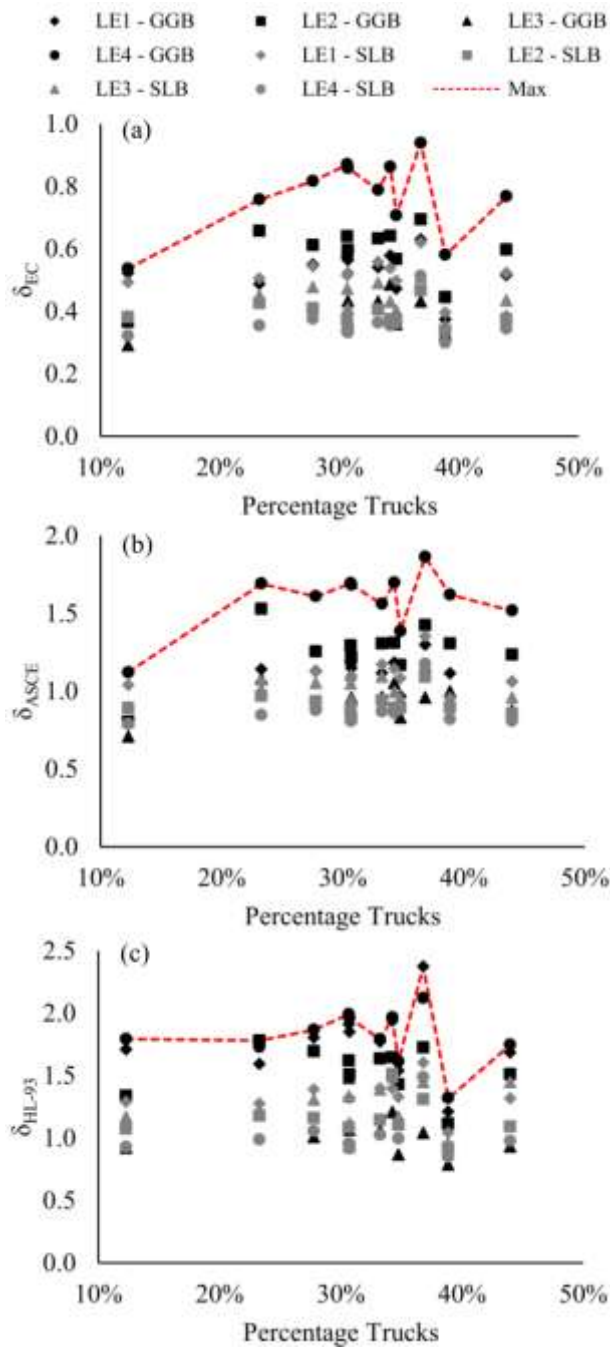 LE1 - GGB LE2 - GGB LE3 - GGB
LE4 - GGB LE1 - SLB LE2 - SLB
LE3 - SLB LE4 - SLB Max
(a)
1.0
0.8
0.6
0.4
0.2
0.0
δEC
10% 20% 30% 40% 50%
Percentage Trucks
(b)
2.0
1.5
1.0
0.5
0.0
δASCE
10% 20% 30% 40% 50%
Percentage Trucks
(c)
2.5
2.0
1.5
1.0
0.5
0.0
δHL-93
10% 20% 30% 40% 50%
Percentage Trucks